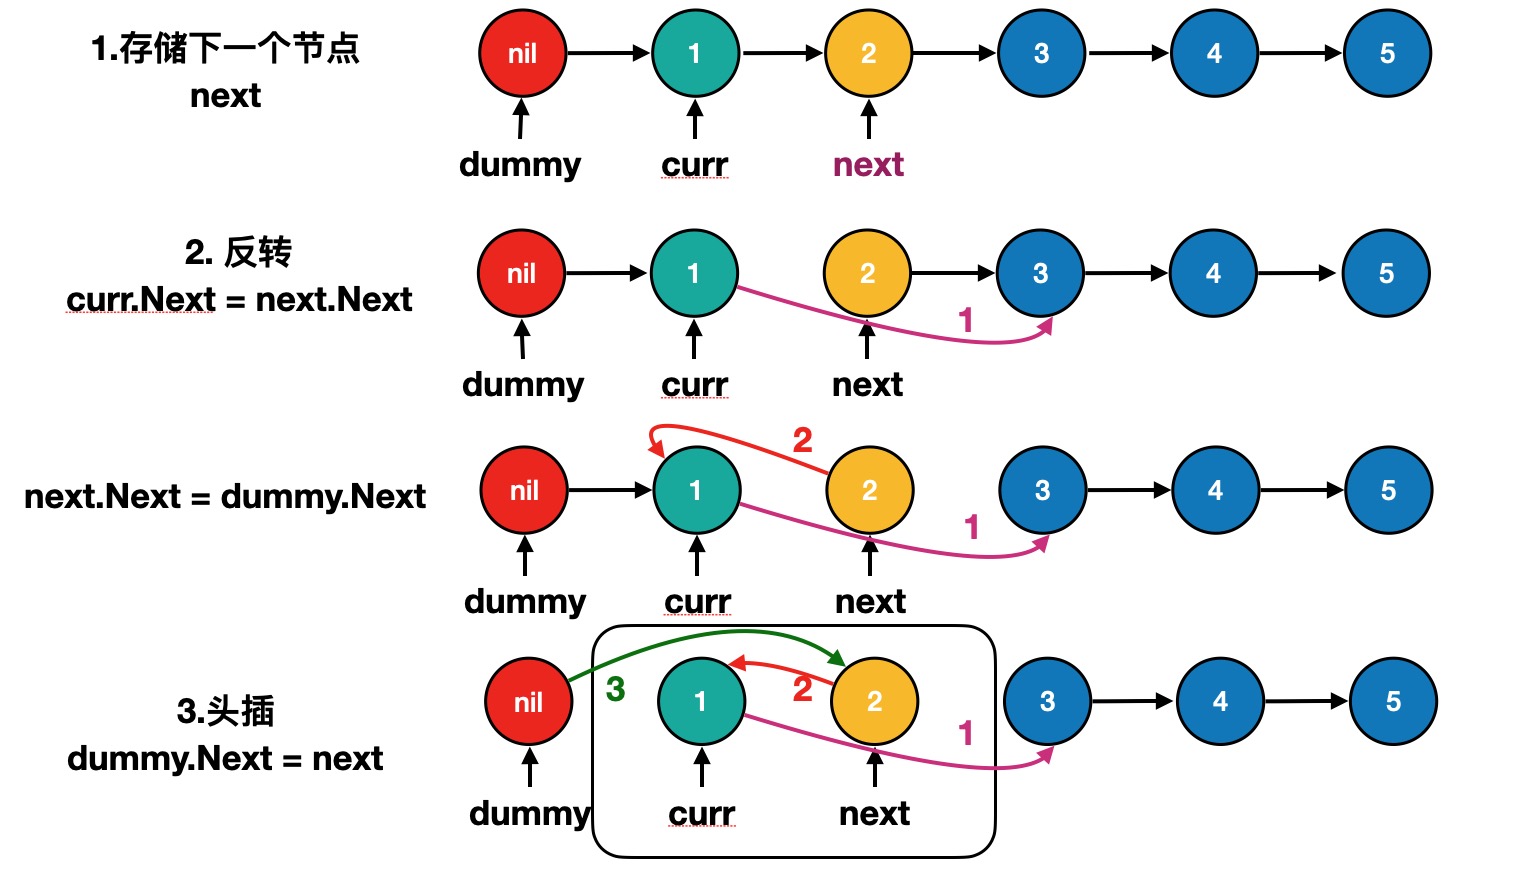 1.存储下一个节点
next
nil 1 2 3 4 5
dummy curr next
2. 反转
curr.Next = next.Next
nil 1 2 3 4 5
1
dummy curr next
2
next.Next = dummy.Next
nil 1 2 3 4 5
1
dummy curr next
3.头插
dummy.Next = next
3 2
nil 1 2 3 4 5
1
dummy curr next